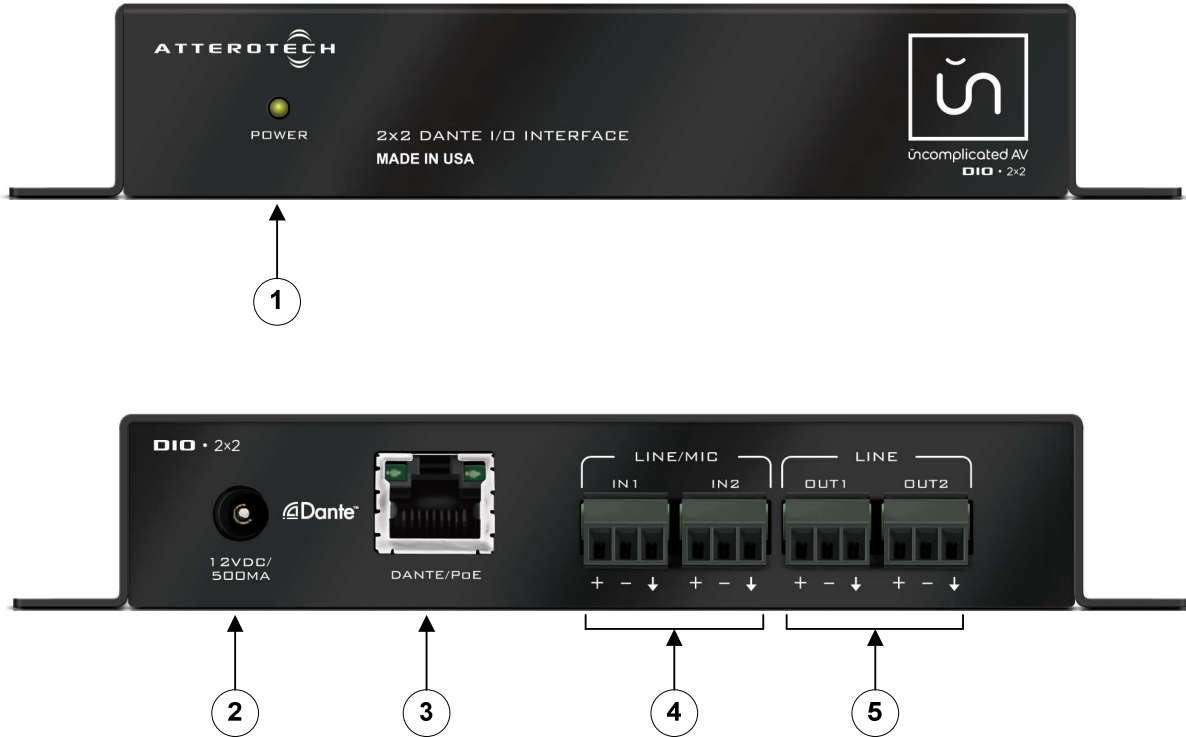 ATTEROTECH
POWER
2x2 DANTE I/O INTERFACE
MADE IN USA
ŭn
ŭncomplicated AV
DIO • 2x2
1
DIO • 2x2
12VDC/
500MA
Dante™
DANTE/PoE
LINE/MIC
IN1 IN2
+ − ↓ + − ↓
LINE
OUT1 OUT2
+ − ↓ + − ↓
2
3
4
5